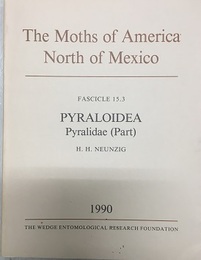 The Moths of America
North of Mexico
FASCICLE 15.3
PYRALOIDEA
Pyralidae (Part)
H. H. NEUNZIG
1990
THE WEDGE ENTOMOLOGICAL RESEARCH FOUNDATION